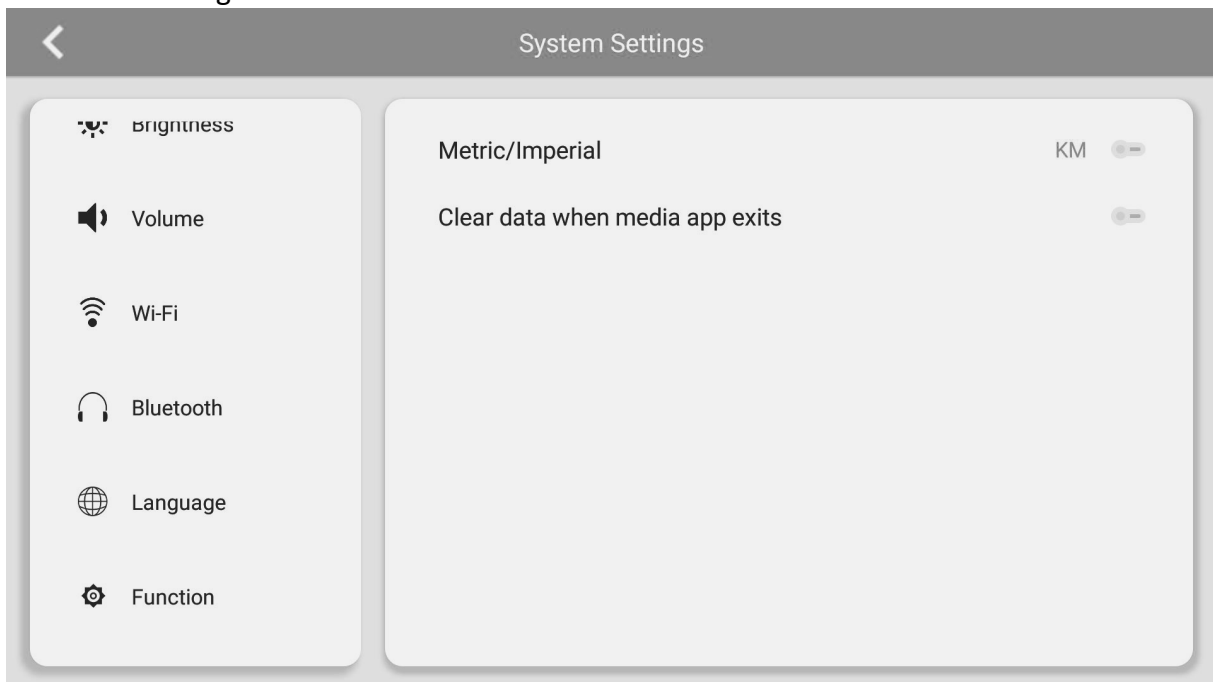 System Settings
Brightness
Volume
Wi-Fi
Bluetooth
Language
Function
Metric/Imperial KM
Clear data when media app exits